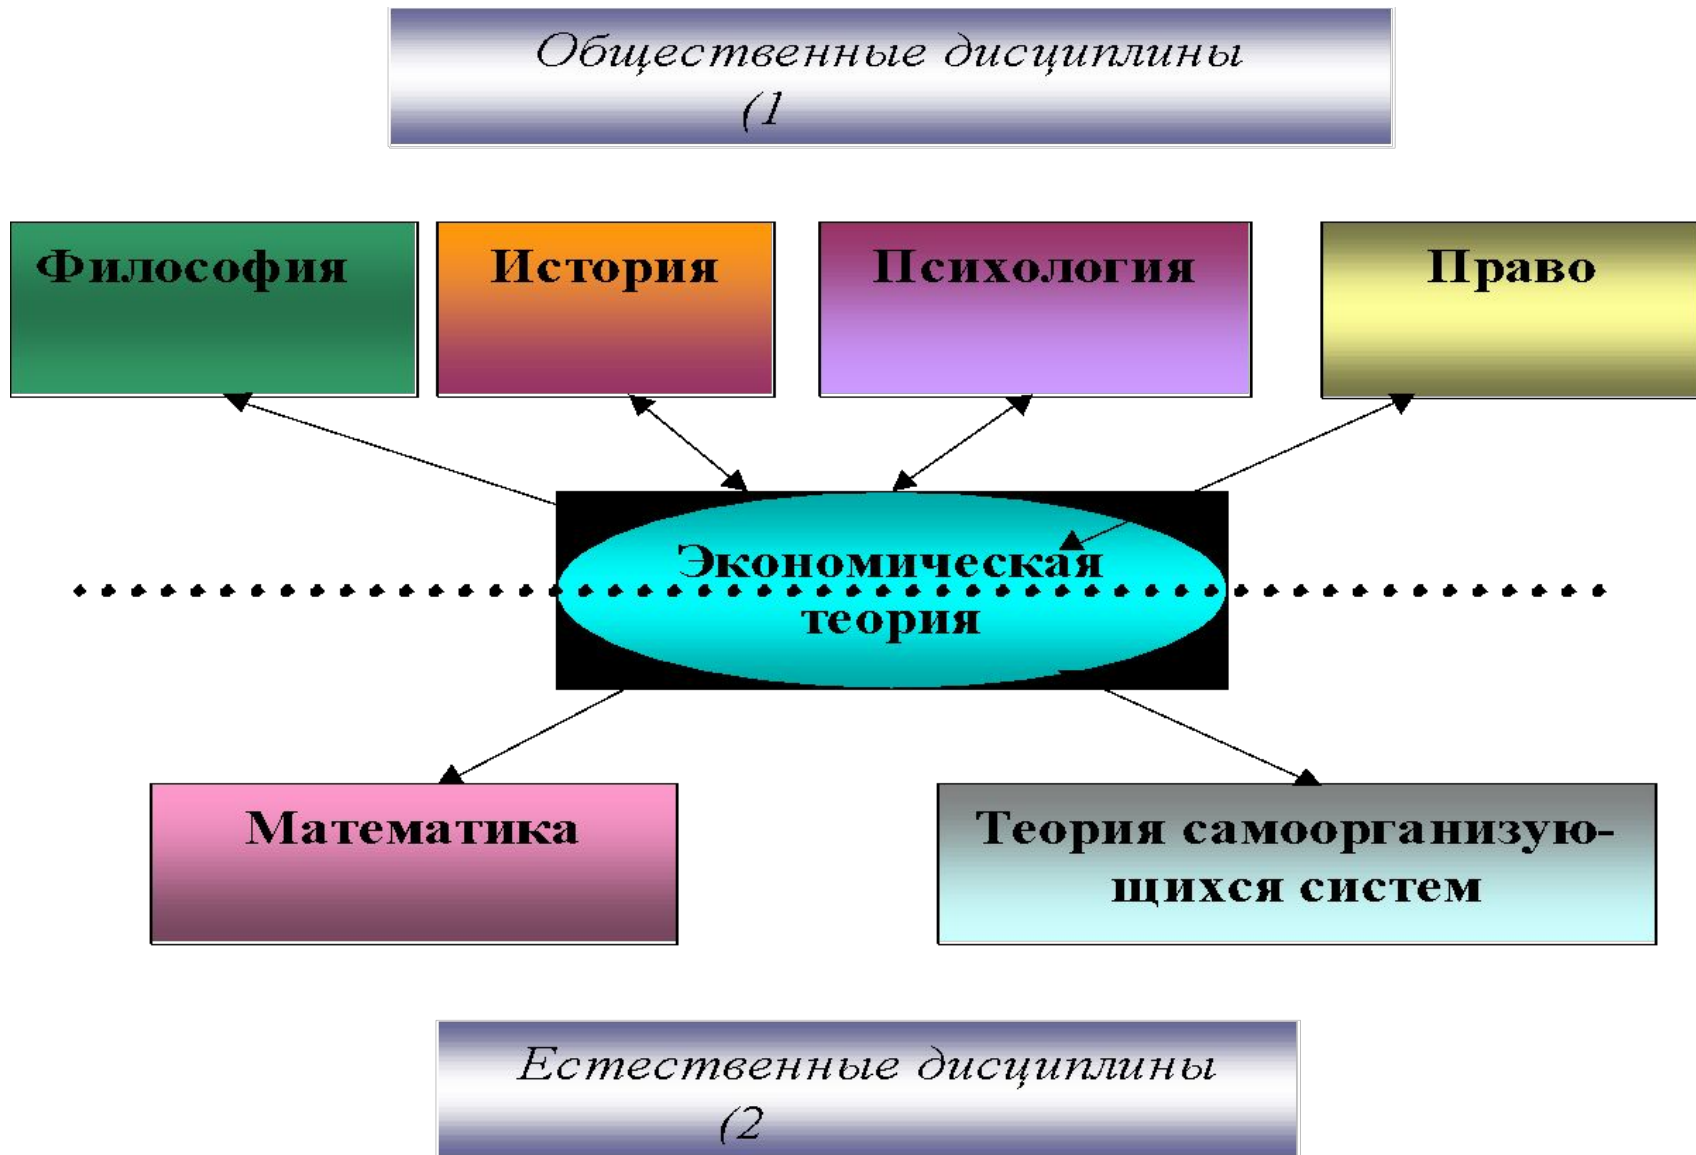 Общественные дисциплины
(1
Философия
История
Психология
Право
Экономическая
теория
Математика
Теория самоорганизую-
щихся систем
Естественные дисциплины
(2